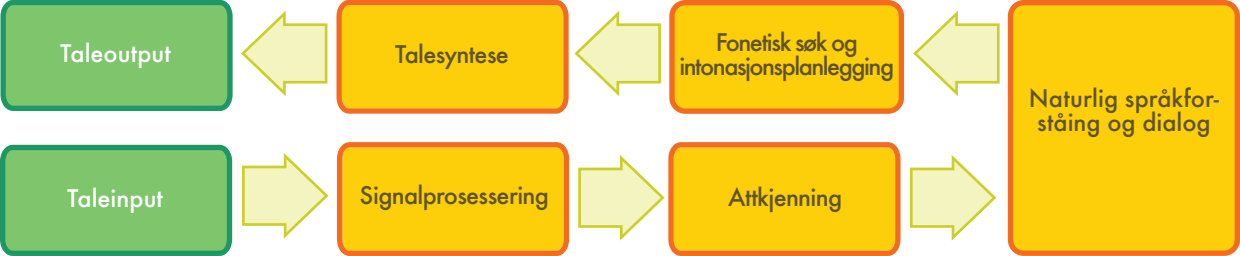 Taleoutput
Talesyntese
Fonetisk søk og
intonasjonsplanlegging
Naturlig språkfor-
ståing og dialog
Taleinput
Signalprosessering
Attkjenning